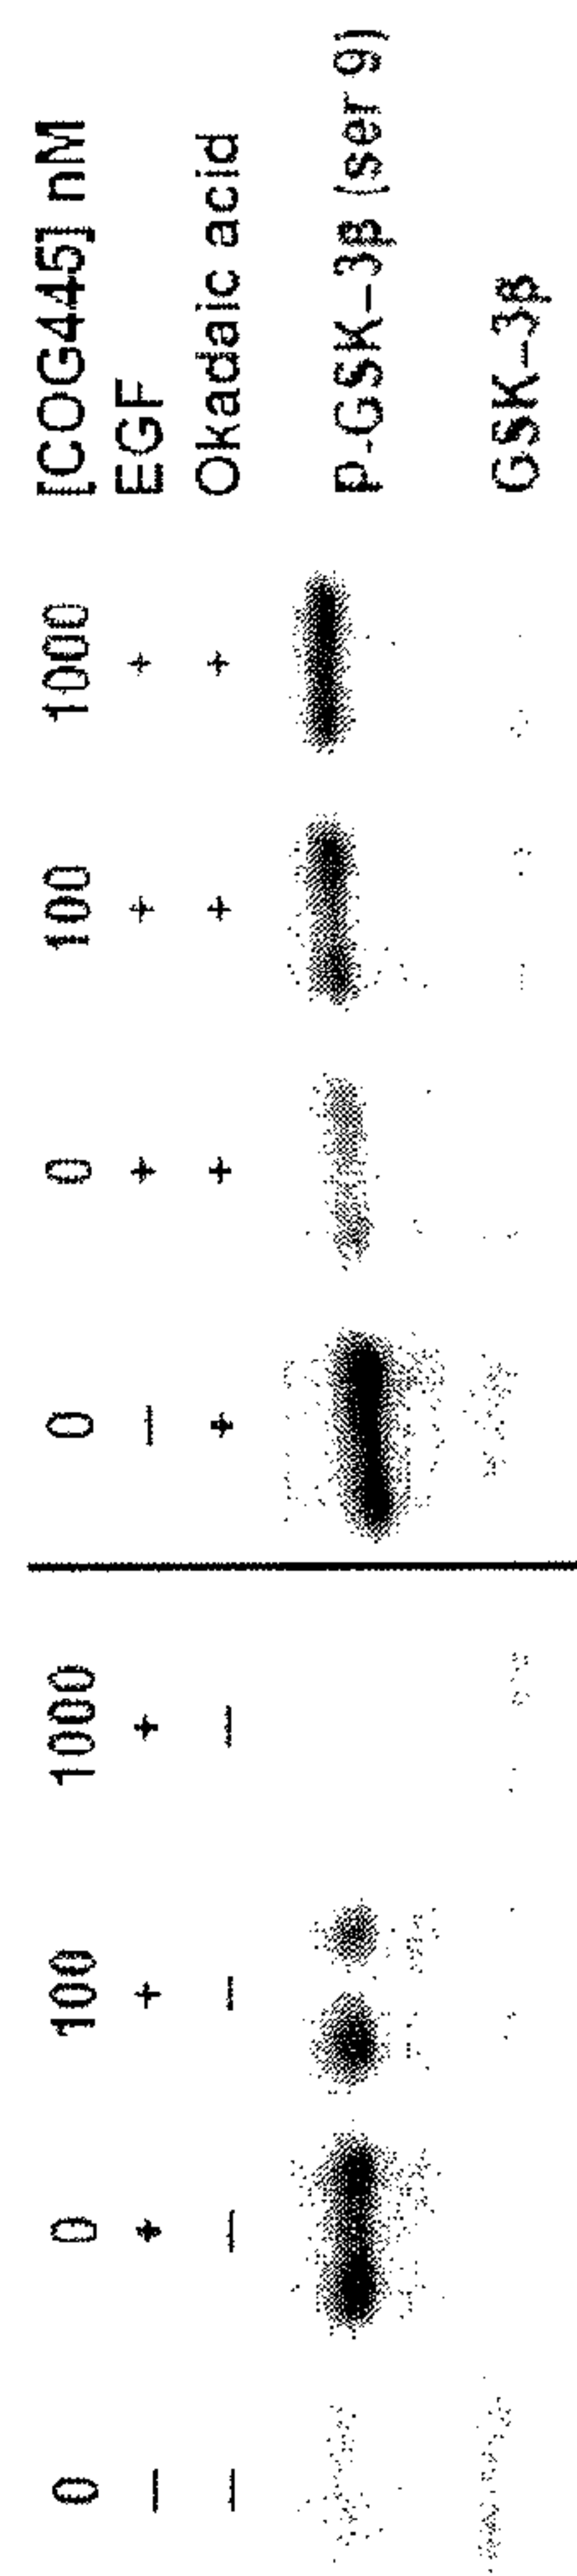 0 0 100 1000 0 0 100 1000 [COG445] nM
— + + + — + + + EGF
— — — — + + + + Okadaic acid
P-GSK–3β (ser 9)
GSK–3β